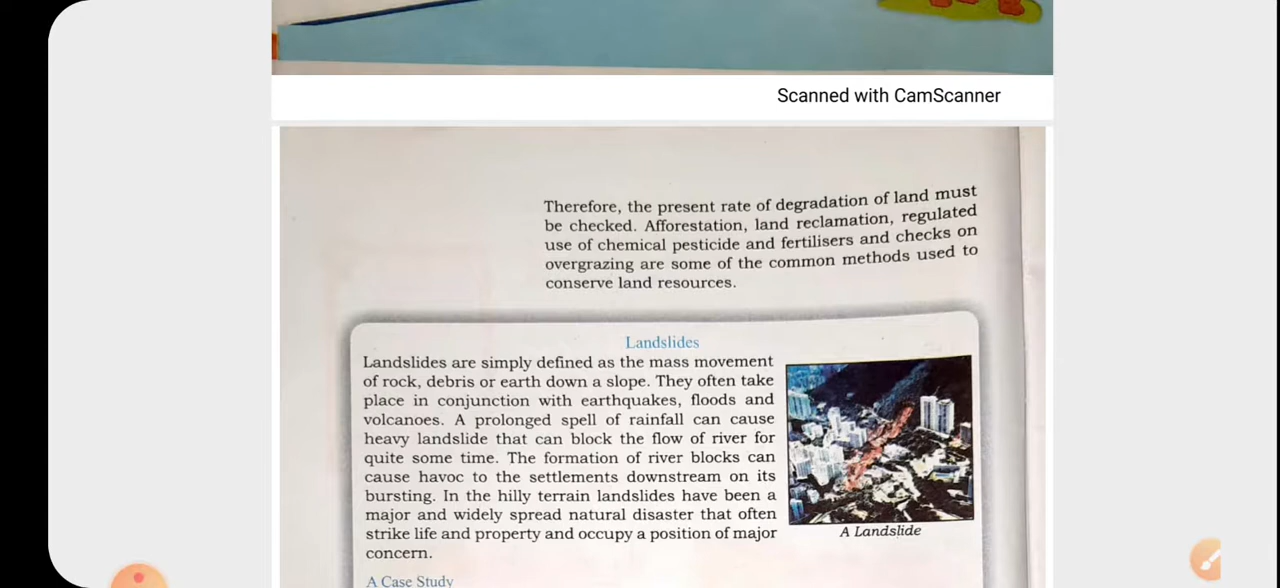 Scanned with CamScanner
Therefore, the present rate of degradation of land must
be checked. Afforestation, land reclamation, regulated
use of chemical pesticide and fertilisers and checks on
overgrazing are some of the common methods used to
conserve land resources.
Landslides
Landslides are simply defined as the mass movement
of rock, debris or earth down a slope. They often take
place in conjunction with earthquakes, floods and
volcanoes. A prolonged spell of rainfall can cause
heavy landslide that can block the flow of river for
quite some time. The formation of river blocks can
cause havoc to the settlements downstream on its
bursting. In the hilly terrain landslides have been a
major and widely spread natural disaster that often
strike life and property and occupy a position of major
concern.
A Landslide
A Case Study